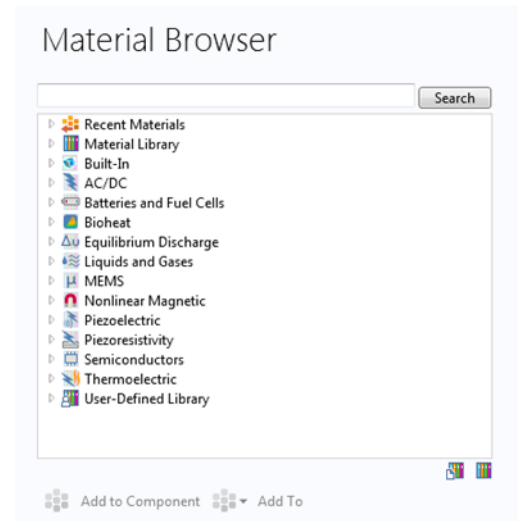 Material Browser
Search
Recent Materials
Material Library
Built-In
AC/DC
Batteries and Fuel Cells
Bioheat
Δu Equilibrium Discharge
Liquids and Gases
μ MEMS
Nonlinear Magnetic
Piezoelectric
Piezoresistivity
Semiconductors
Thermoelectric
User-Defined Library
Add to Component Add To